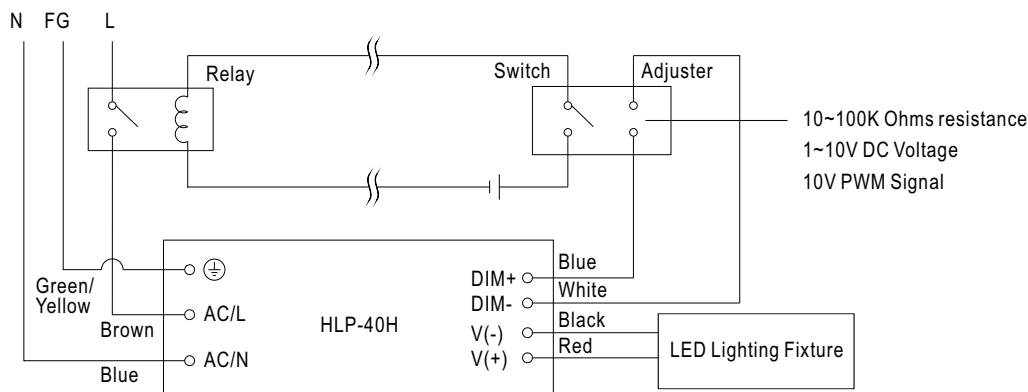 N FG L
Relay
Switch
Adjuster
10~100K Ohms resistance
1~10V DC Voltage
10V PWM Signal
Green/
Yellow
Brown
Blue
AC/L
AC/N
HLP-40H
DIM+
DIM-
V(-)
V(+)
Blue
White
Black
Red
LED Lighting Fixture